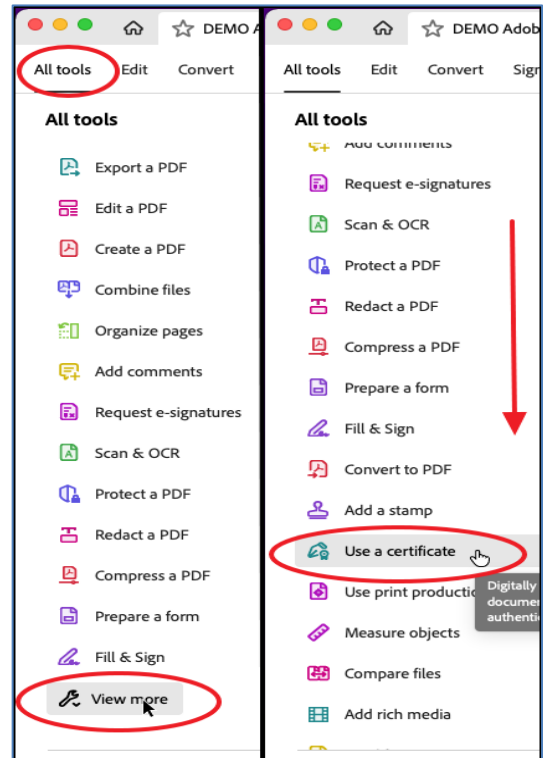 DEMO A
All tools Edit Convert
All tools
Export a PDF
Edit a PDF
Create a PDF
Combine files
Organize pages
Add comments
Request e-signatures
Scan & OCR
Protect a PDF
Redact a PDF
Compress a PDF
Prepare a form
Fill & Sign
View more
DEMO Adob
All tools Edit Convert Sign
All tools
Add comments
Request e-signatures
Scan & OCR
Protect a PDF
Redact a PDF
Compress a PDF
Prepare a form
Fill & Sign
Convert to PDF
Add a stamp
Use a certificate
Digitally
documen
authenti
Use print productio
Measure objects
Compare files
Add rich media